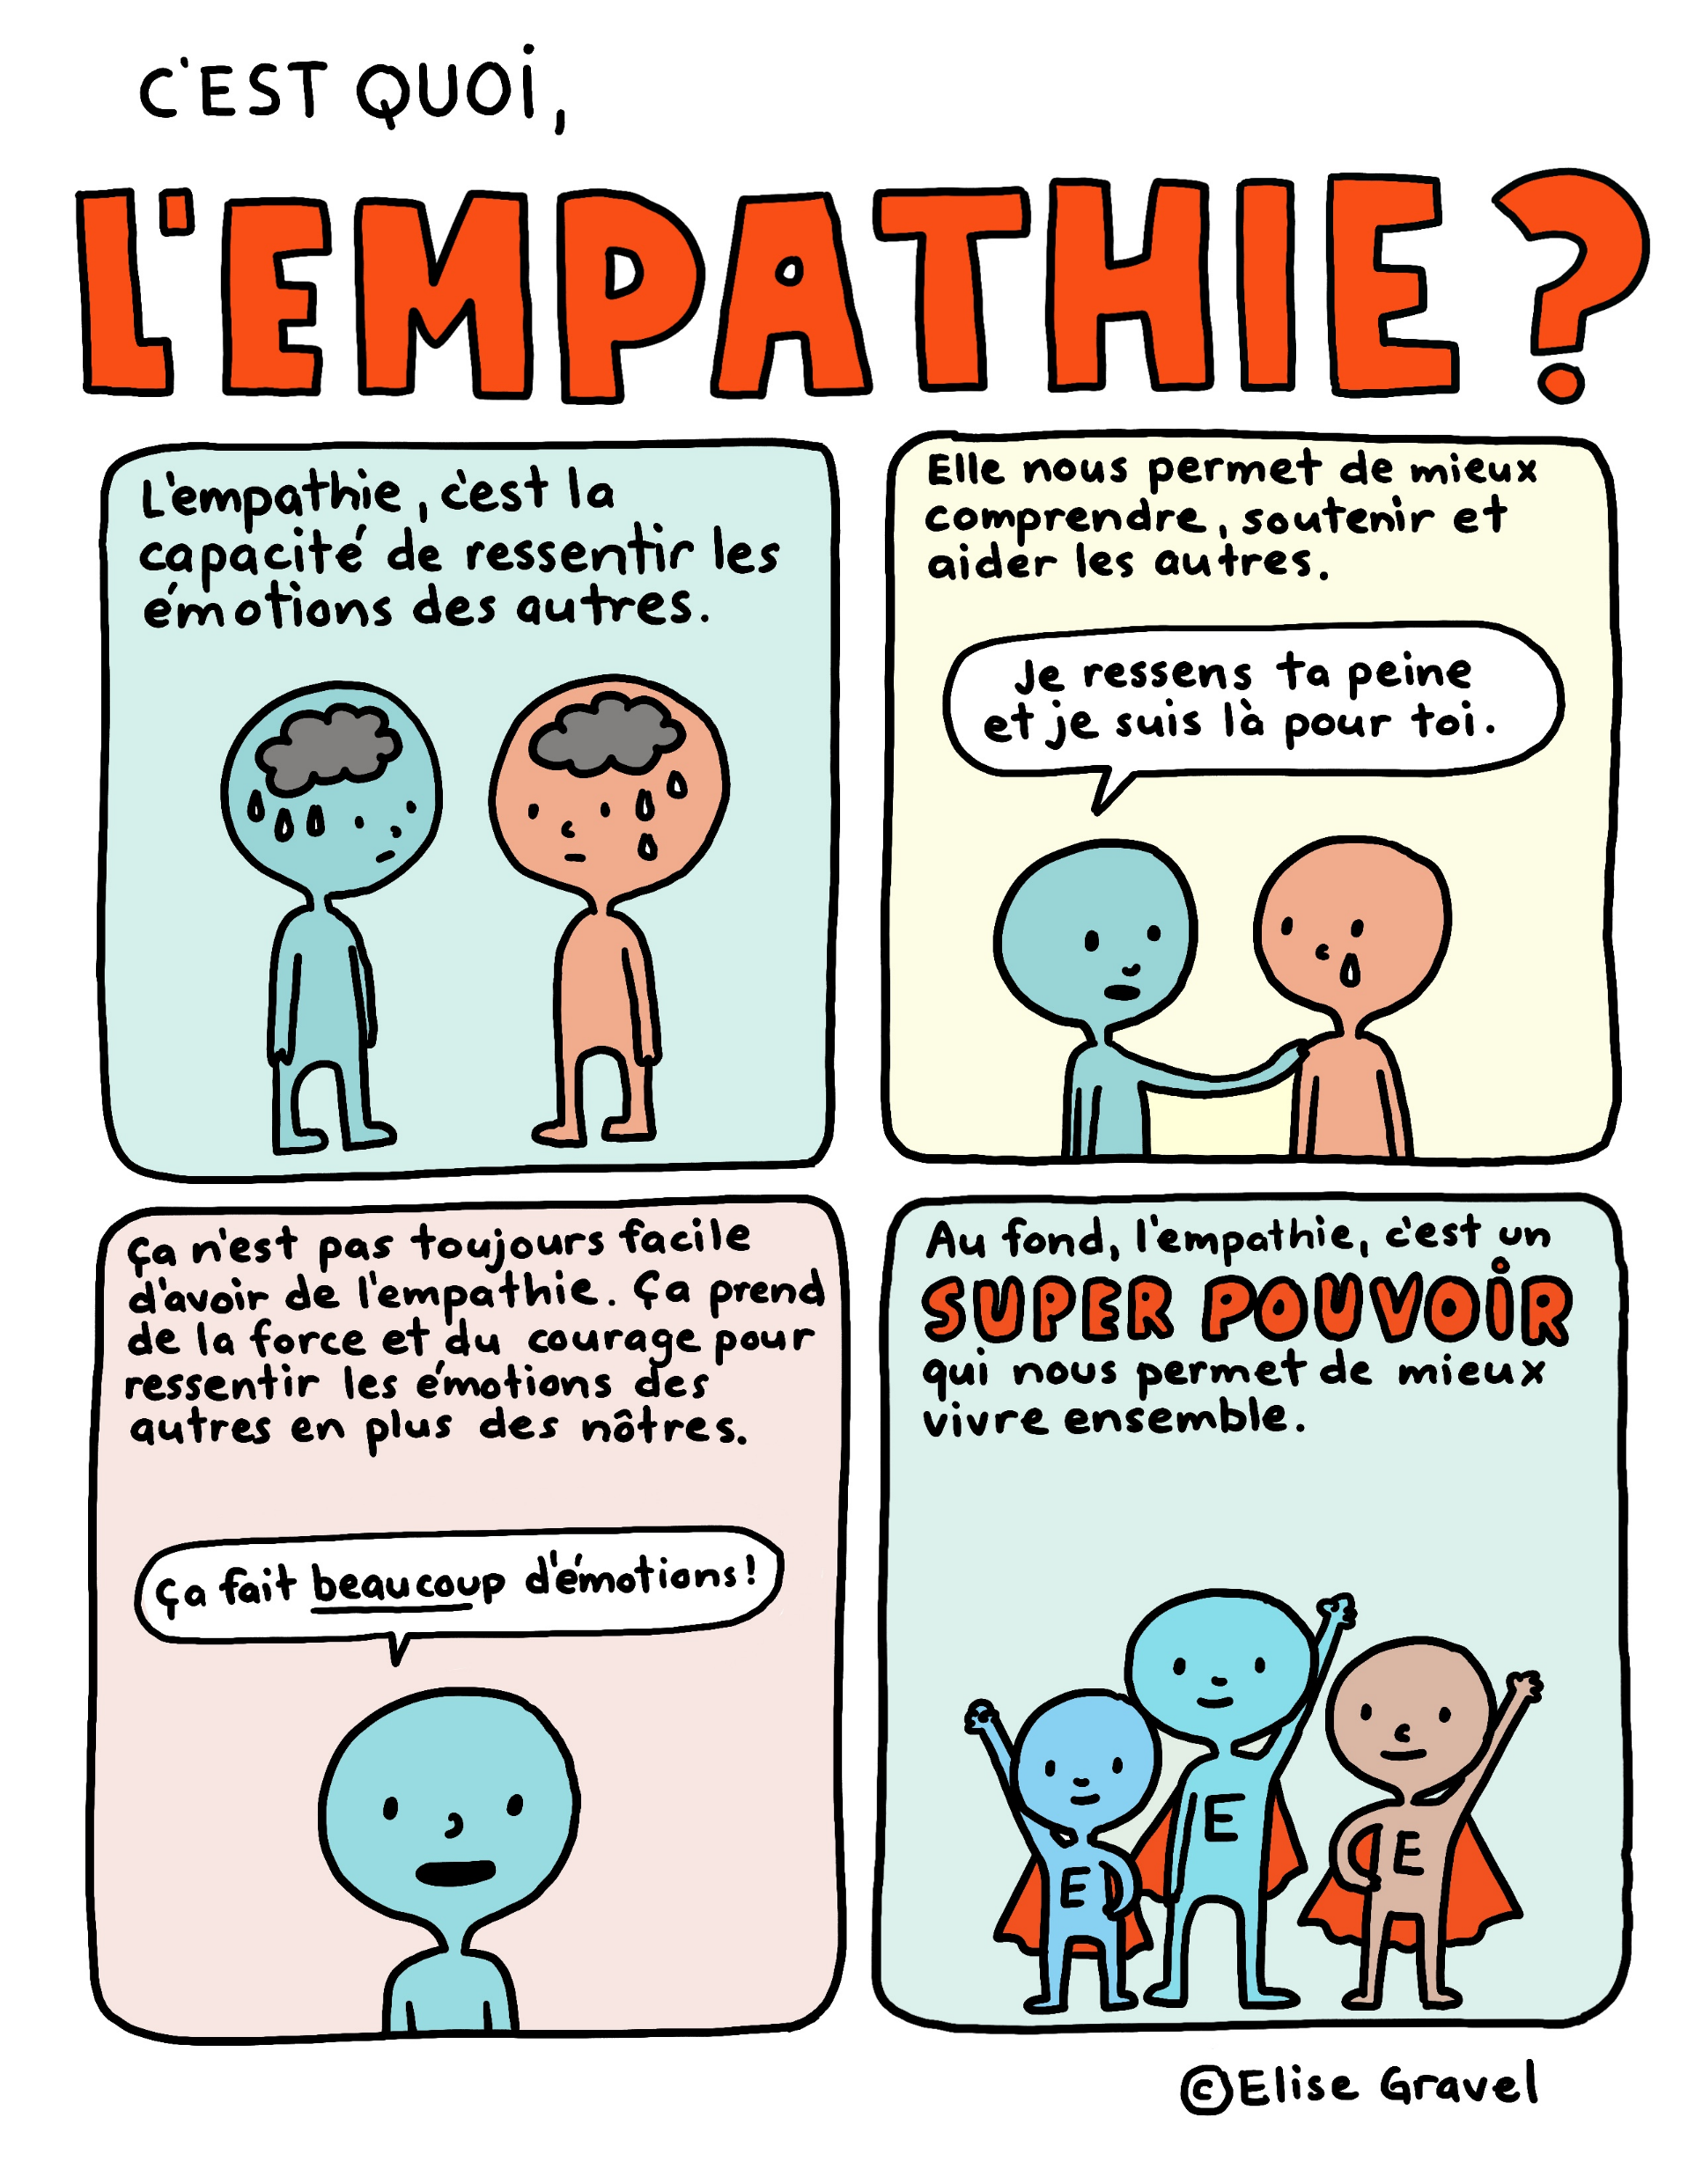 C'EST QUOI,
L'EMPATHIE?
L'empathie, c'est la
capacité de ressentir les
émotions des autres.
Elle nous permet de mieux
comprendre, soutenir et
aider les autres.
Je ressens ta peine
et je suis là pour toi.
Ça n'est pas toujours facile
d'avoir de l'empathie. Ça prend
de la force et du courage pour
ressentir les émotions des
autres en plus des nôtres.
Ça fait beaucoup d'émotions!
Au fond, l'empathie, c'est un
SUPER POUVOIR
qui nous permet de mieux
vivre ensemble.
E
E
E
©Elise Gravel